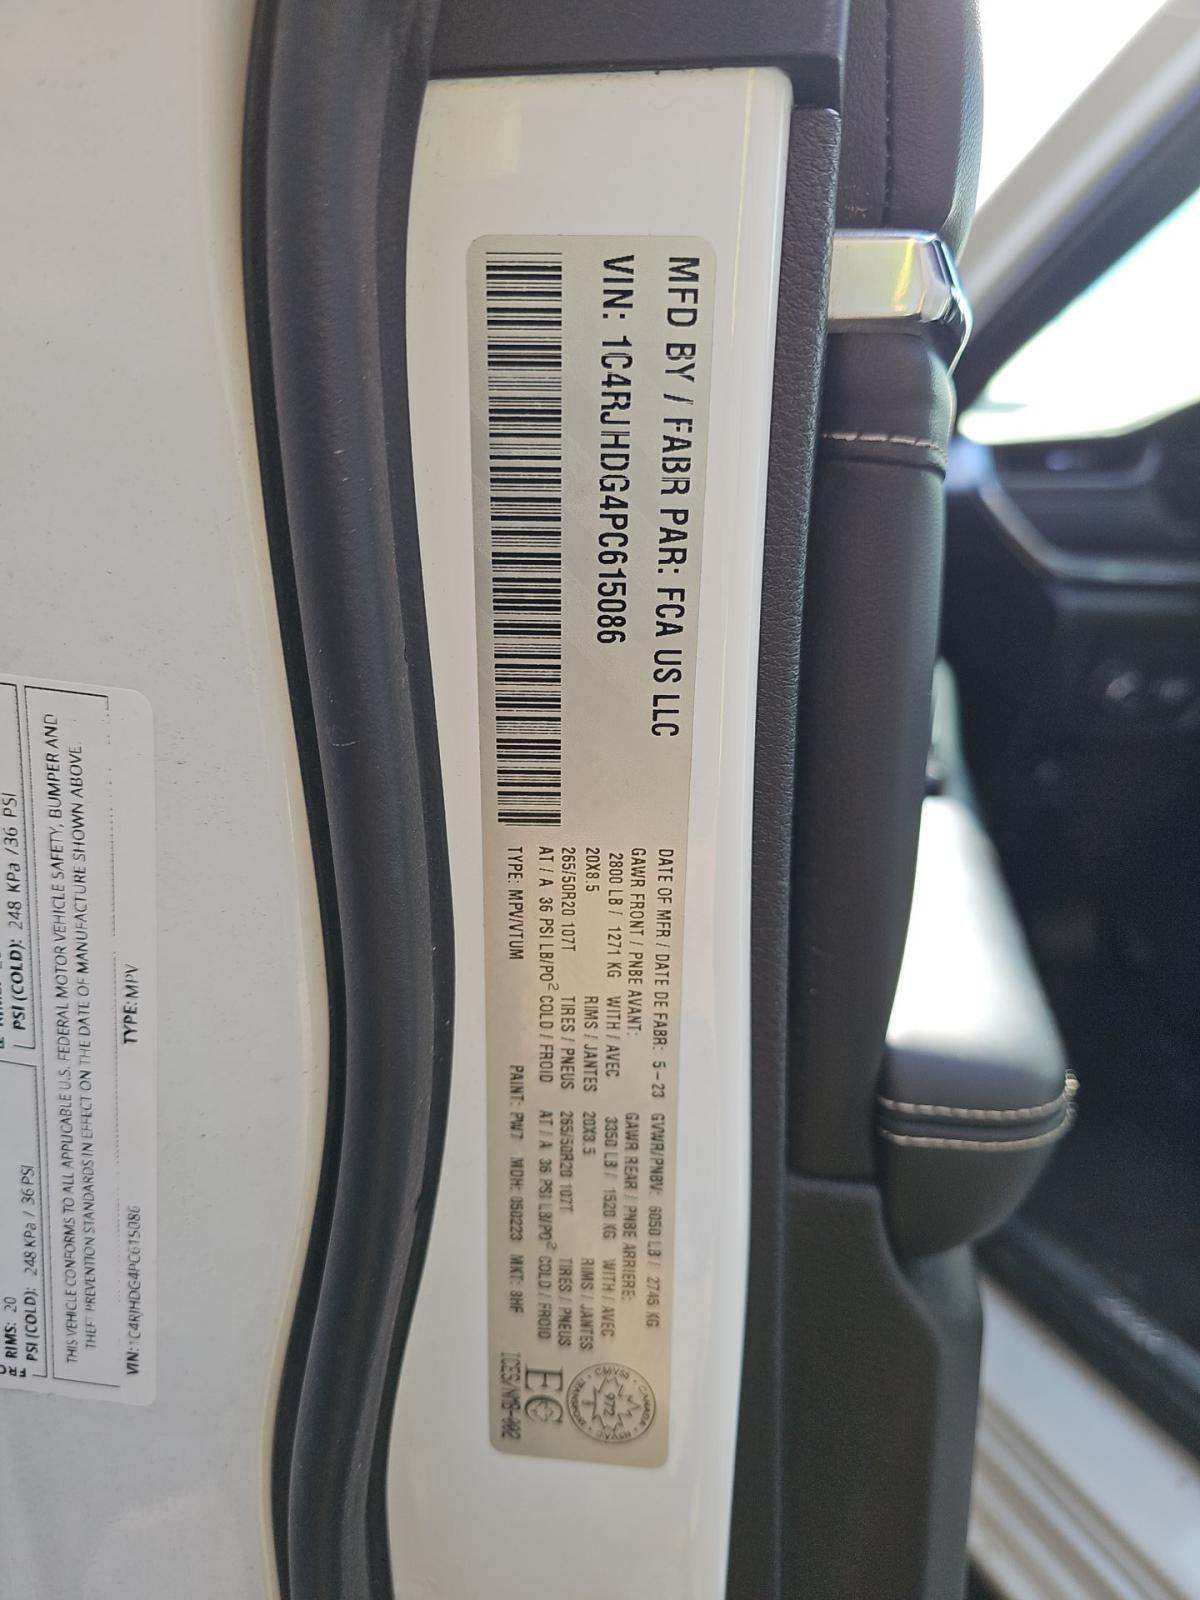 MFD BY / FABR PAR: FCA US LLC
VIN: 1C4RJHDG4PC615086
DATE OF MFR / DATE DE FABR: 5-23 GVWR/PNBV: 6050 LB / 2745 KG
GAWR FRONT / PNBE AVANT: GAWR REAR / PNBE ARRIERE:
2800 LB / 1271 KG WITH / AVEC 3350 LB / 1520 KG WITH / AVEC
20X8.5 RIMS / JANTES 20X8.5 RIMS / JANTES
265/50R20 107T TIRES / PNEUS 265/50R20 107T TIRES / PNEUS
AT / A 36 PSI LB/PO² COLD / FROID AT / A 36 PSI LB/PO² COLD / FROID
TYPE: MPV/VTUM PAINT: PW7 MDH: 050223 MKT: 8HF
EC
972
PSI (COLD): 248 KPa / 36 PSI
RIMS: 20
PSI (COLD): 248 KPa / 36 PSI
THIS VEHICLE CONFORMS TO ALL APPLICABLE U.S. FEDERAL MOTOR VEHICLE SAFETY, BUMPER AND
THEFT PREVENTION STANDARDS IN EFFECT ON THE DATE OF MANUFACTURE SHOWN ABOVE.
VIN: 1C4RJHDG4PC615086 TYPE: MPV